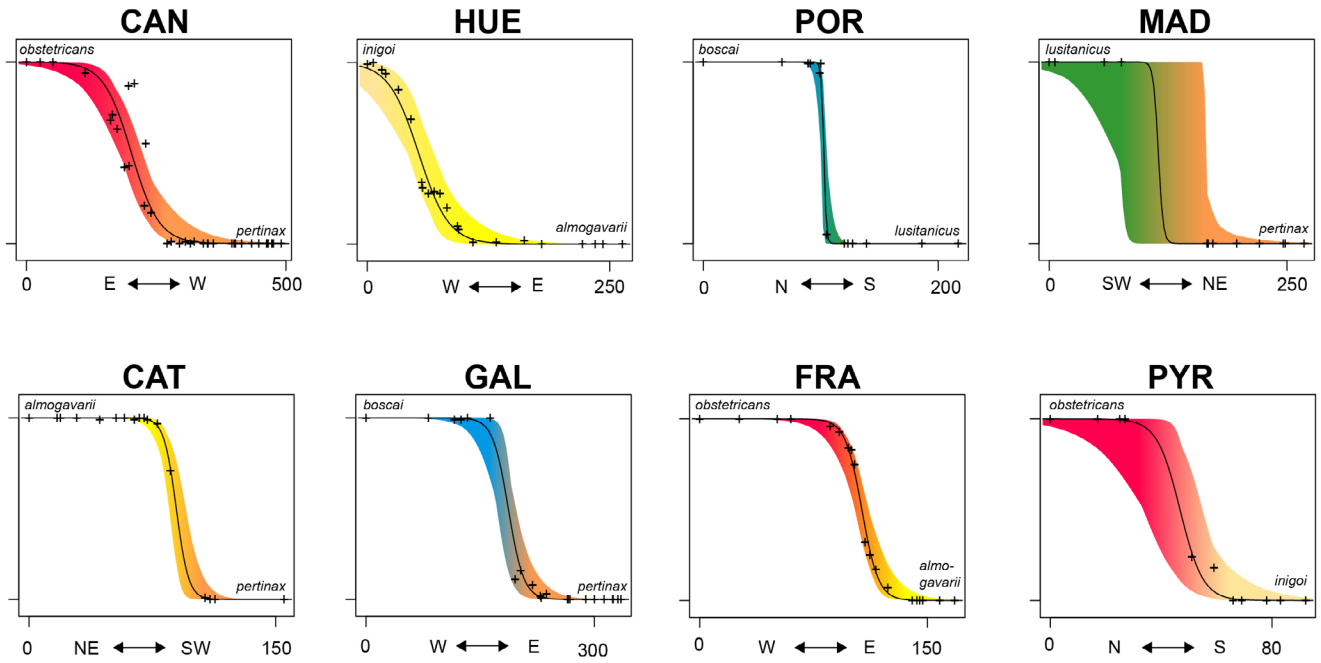 CAN
HUE
POR
MAD
obstetricans
pertinax
0
E
W
500
inigoi
almogavarii
0
W
E
250
boscai
lusitanicus
0
N
S
200
lusitanicus
pertinax
0
SW
NE
250
CAT
GAL
FRA
PYR
almogavarii
pertinax
0
NE
SW
150
boscai
pertinax
0
W
E
300
obstetricans
almo-
gavarii
0
W
E
150
obstetricans
inigoi
0
N
S
80